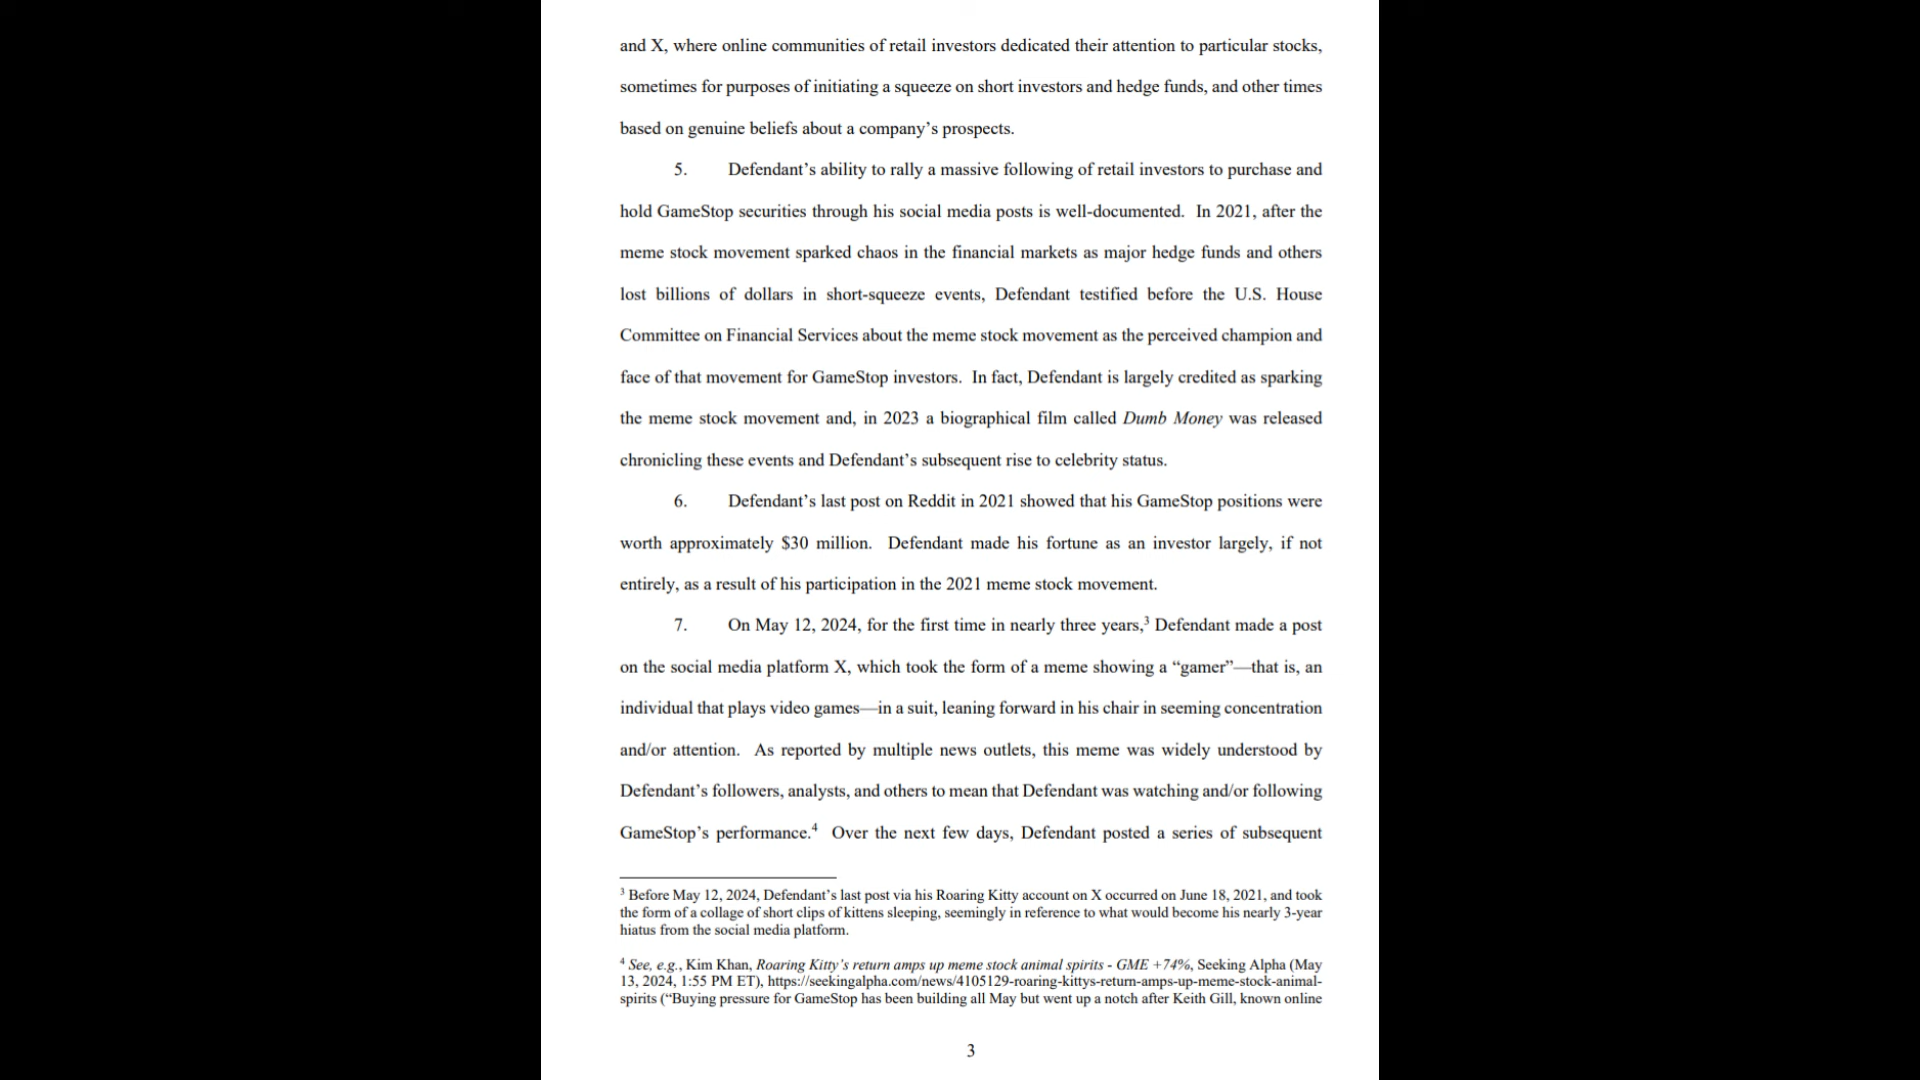 and X, where online communities of retail investors dedicated their attention to particular stocks,
sometimes for purposes of initiating a squeeze on short investors and hedge funds, and other times
based on genuine beliefs about a company’s prospects.
5. Defendant’s ability to rally a massive following of retail investors to purchase and
hold GameStop securities through his social media posts is well-documented. In 2021, after the
meme stock movement sparked chaos in the financial markets as major hedge funds and others
lost billions of dollars in short-squeeze events, Defendant testified before the U.S. House
Committee on Financial Services about the meme stock movement as the perceived champion and
face of that movement for GameStop investors. In fact, Defendant is largely credited as sparking
the meme stock movement and, in 2023 a biographical film called Dumb Money was released
chronicling these events and Defendant’s subsequent rise to celebrity status.
6. Defendant’s last post on Reddit in 2021 showed that his GameStop positions were
worth approximately $30 million. Defendant made his fortune as an investor largely, if not
entirely, as a result of his participation in the 2021 meme stock movement.
7. On May 12, 2024, for the first time in nearly three years,3 Defendant made a post
on the social media platform X, which took the form of a meme showing a “gamer”—that is, an
individual that plays video games—in a suit, leaning forward in his chair in seeming concentration
and/or attention. As reported by multiple news outlets, this meme was widely understood by
Defendant’s followers, analysts, and others to mean that Defendant was watching and/or following
GameStop’s performance.4 Over the next few days, Defendant posted a series of subsequent
3 Before May 12, 2024, Defendant’s last post via his Roaring Kitty account on X occurred on June 18, 2021, and took
the form of a collage of short clips of kittens sleeping, seemingly in reference to what would become his nearly 3-year
hiatus from the social media platform.
4 See, e.g., Kim Khan, Roaring Kitty’s return amps up meme stock animal spirits - GME +74%, Seeking Alpha (May
13, 2024, 1:55 PM ET), https://seekingalpha.com/news/4105129-roaring-kittys-return-amps-up-meme-stock-animal-
spirits (“Buying pressure for GameStop has been building all May but went up a notch after Keith Gill, known online
3